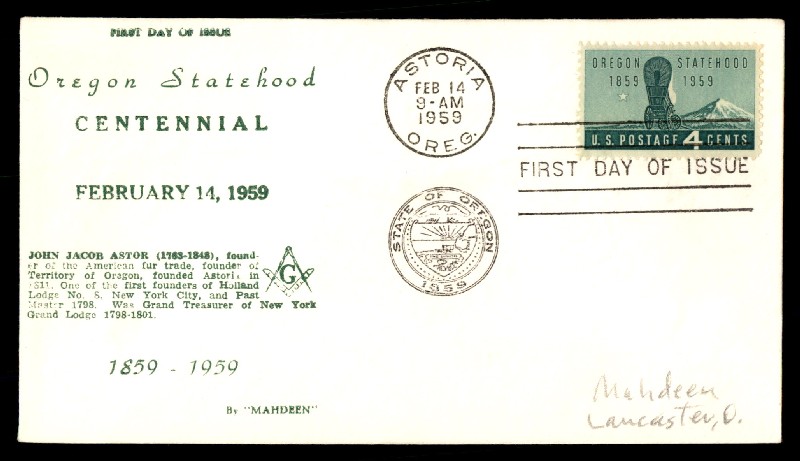 FIRST DAY OF ISSUE
Oregon Statehood
CENTENNIAL
FEBRUARY 14, 1959
JOHN JACOB ASTOR (1763-1848), found-
er of the American fur trade, founder of
Territory of Oregon, founded Astoria in
1811. One of the first founders of Holland
Lodge No. 8, New York City, and Past
Master 1798. Was Grand Treasurer of New York
Grand Lodge 1798-1801.
G
1859 - 1959
By "MAHDEEN"
ASTORIA
FEB 14
9-AM
1959
OREG.
STATE OF OREGON
1959
OREGON STATEHOOD
1859 1959
U.S. POSTAGE 4 CENTS
FIRST DAY OF ISSUE
Mahdeen
Lancaster, O.